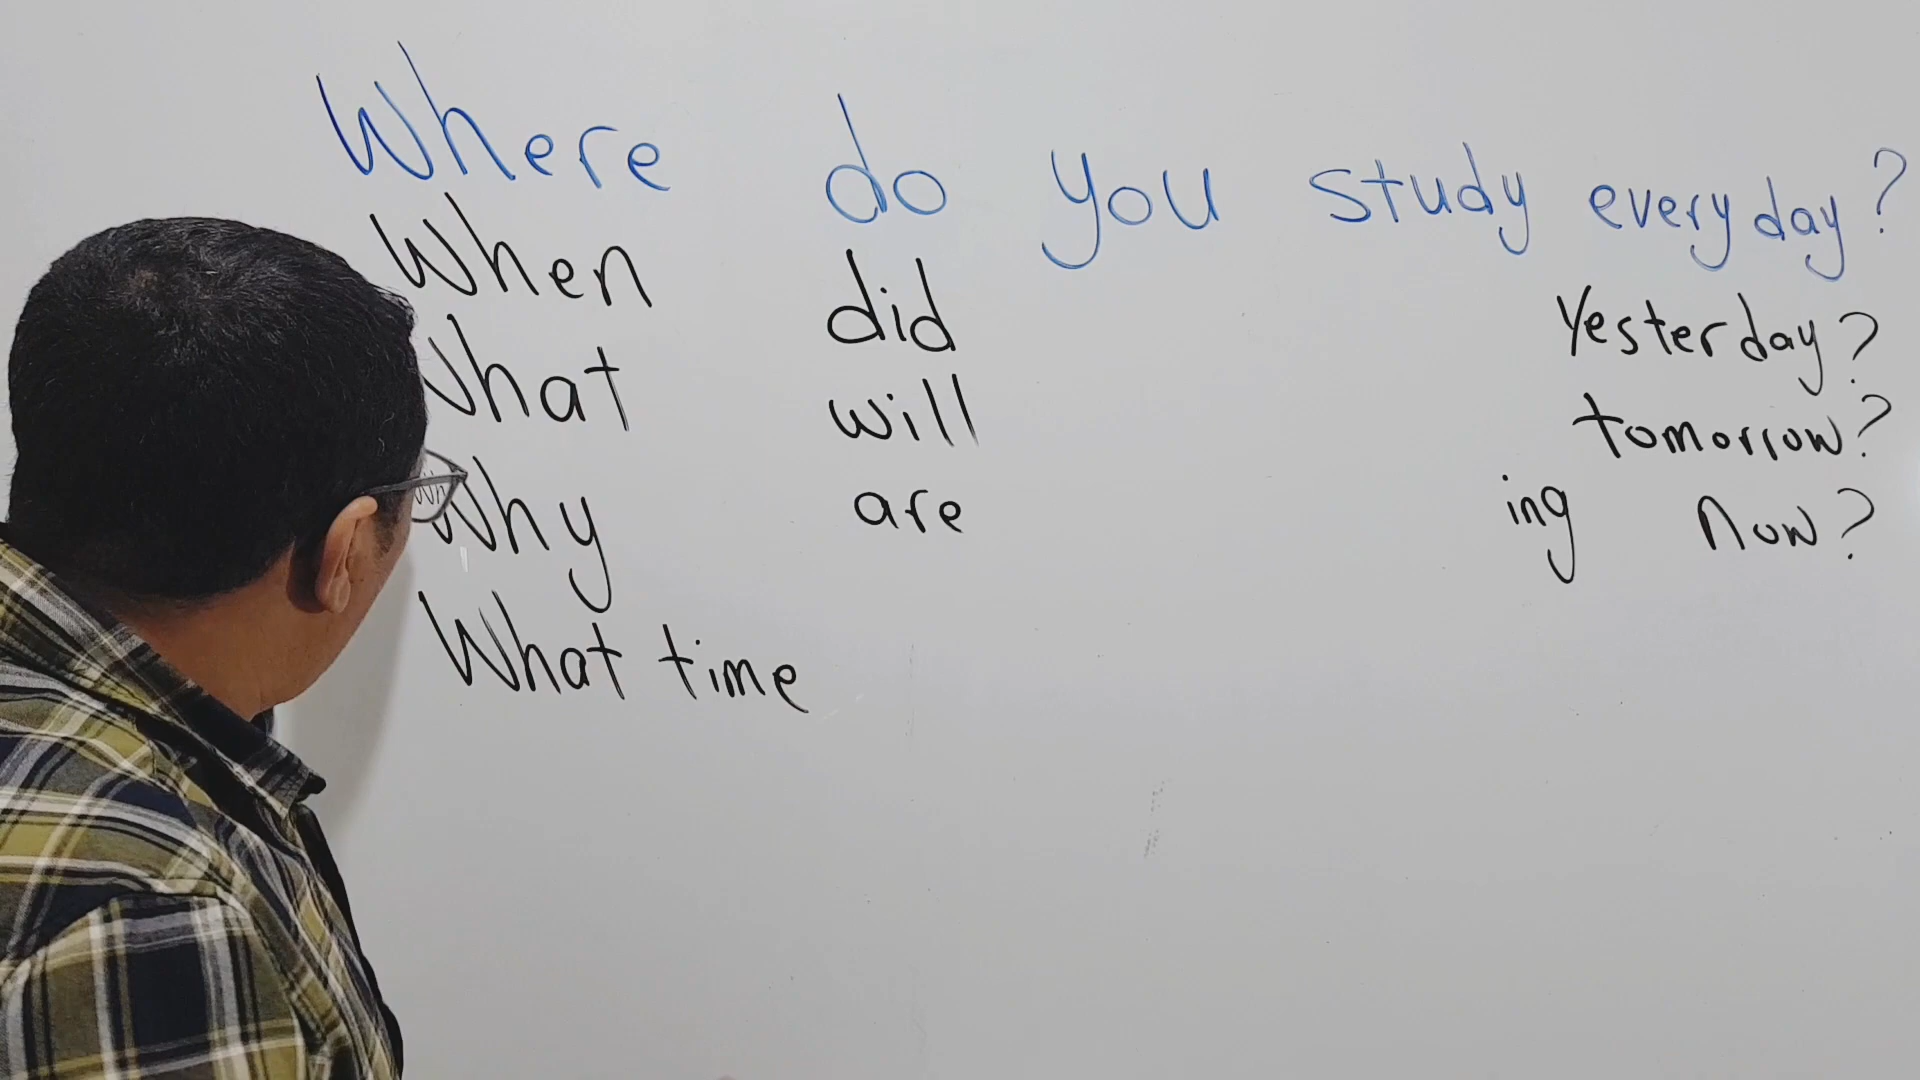 Where do you study everyday?
When did Yesterday?
What will tomorrow?
Why are ing now?
What time